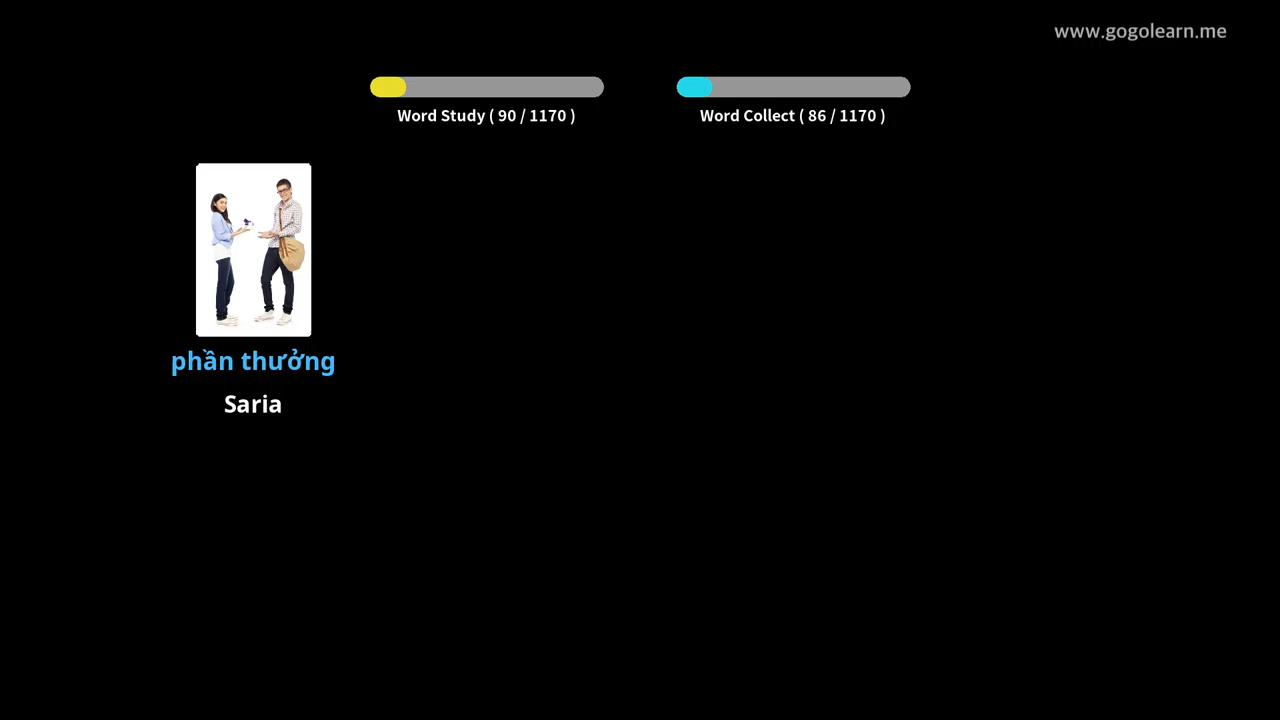 www.gogolearn.me
Word Study ( 90 / 1170 )
Word Collect ( 86 / 1170 )
phần thưởng
Saria